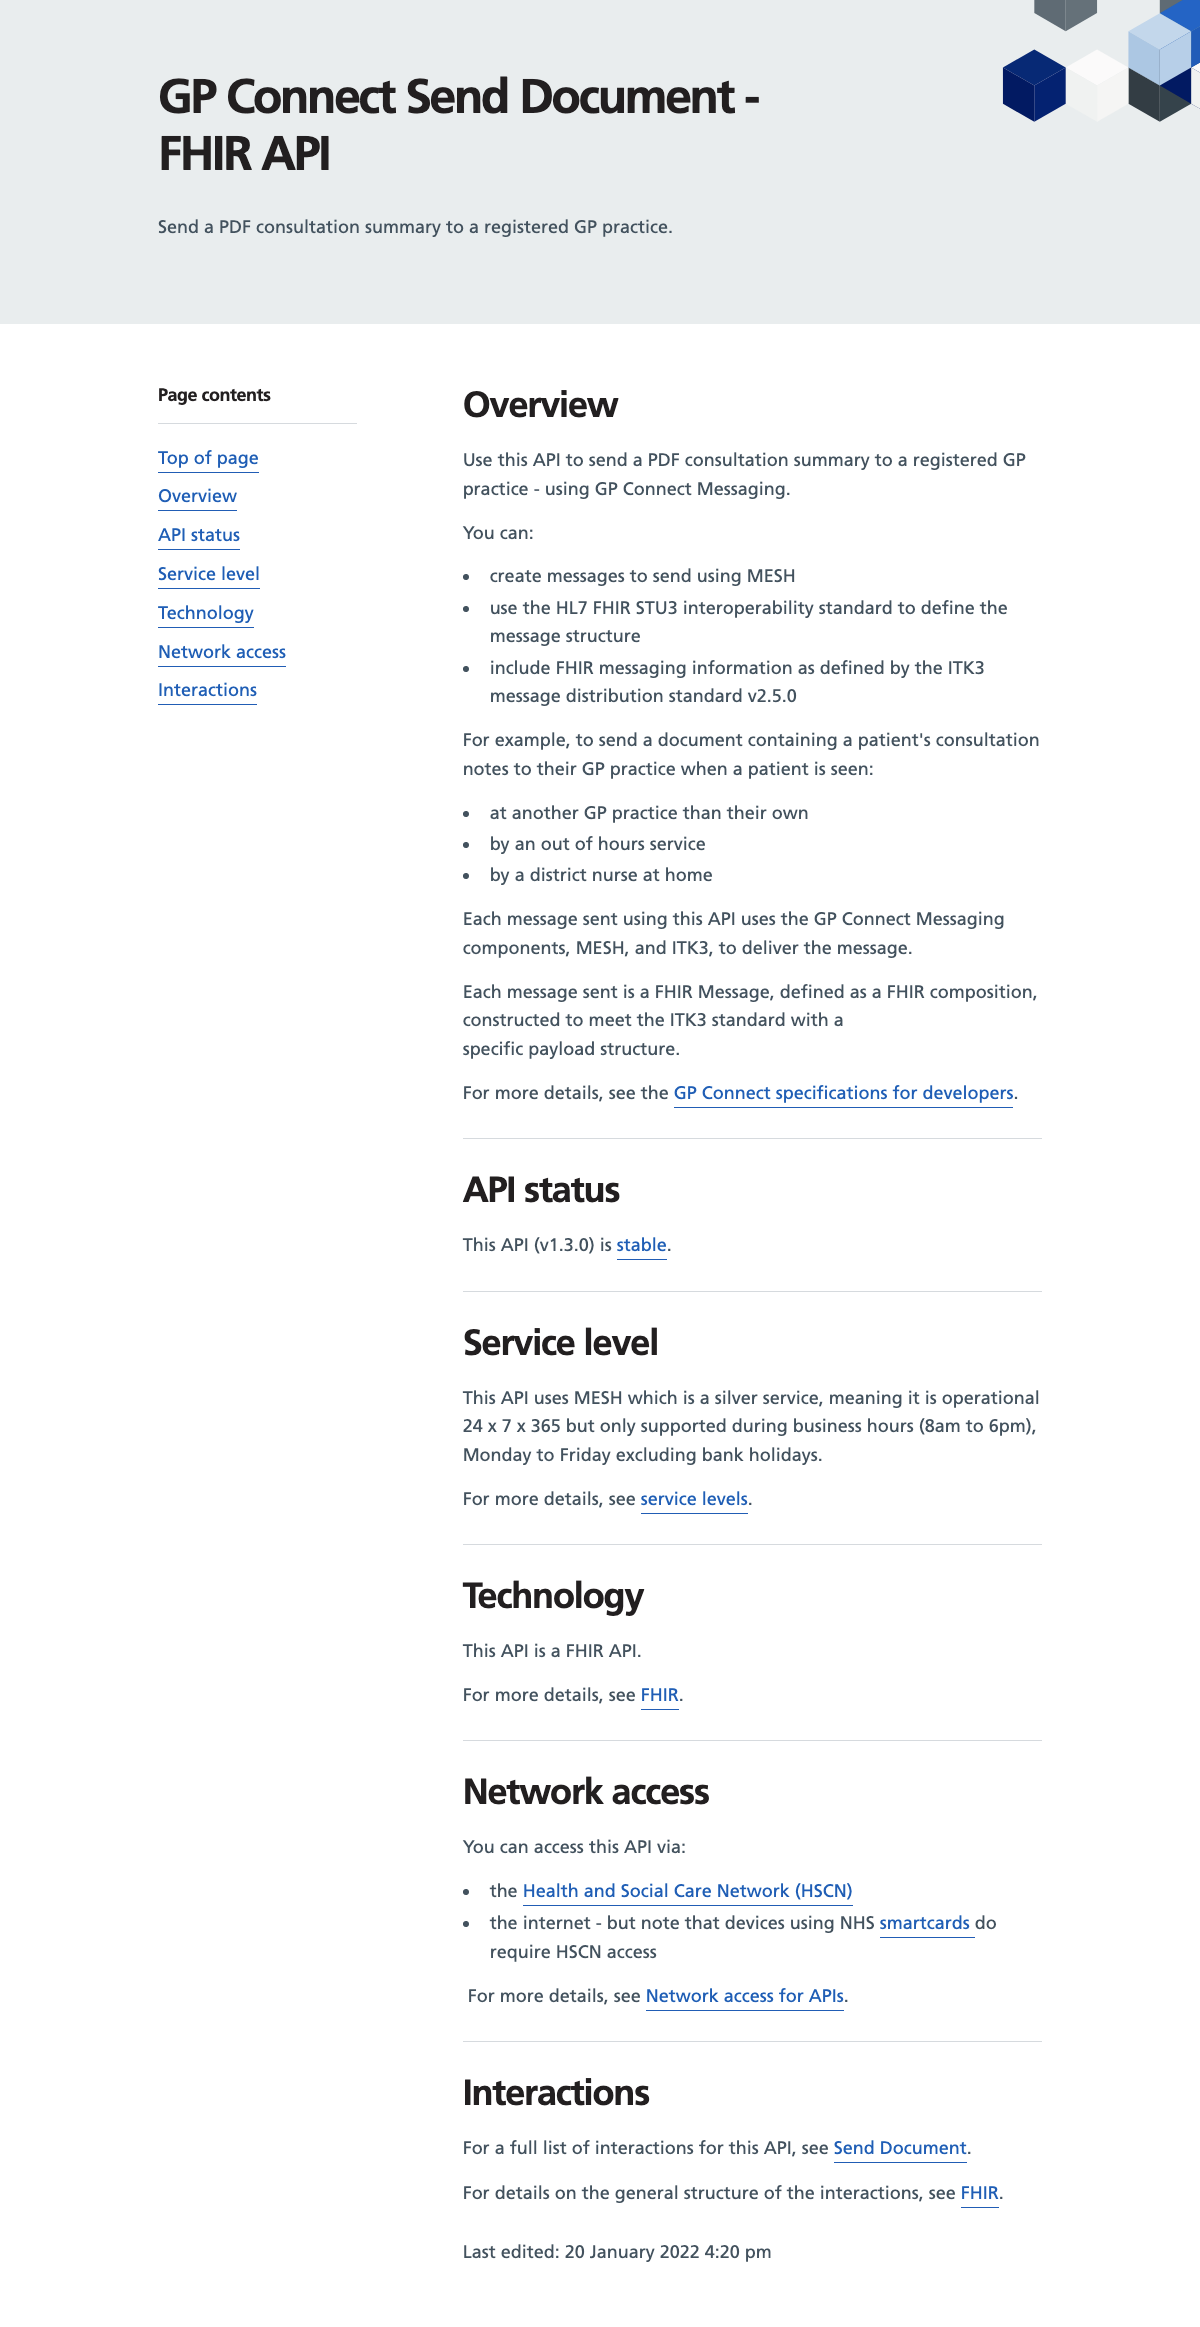 GP Connect Send Document -
FHIR API
Send a PDF consultation summary to a registered GP practice.
Page contents
Top of page
Overview
API status
Service level
Technology
Network access
Interactions
Overview
Use this API to send a PDF consultation summary to a registered GP
practice - using GP Connect Messaging.
You can:
• create messages to send using MESH
• use the HL7 FHIR STU3 interoperability standard to define the
message structure
• include FHIR messaging information as defined by the ITK3
message distribution standard v2.5.0
For example, to send a document containing a patient's consultation
notes to their GP practice when a patient is seen:
• at another GP practice than their own
• by an out of hours service
• by a district nurse at home
Each message sent using this API uses the GP Connect Messaging
components, MESH, and ITK3, to deliver the message.
Each message sent is a FHIR Message, defined as a FHIR composition,
constructed to meet the ITK3 standard with a
specific payload structure.
For more details, see the GP Connect specifications for developers.
API status
This API (v1.3.0) is stable.
Service level
This API uses MESH which is a silver service, meaning it is operational
24 x 7 x 365 but only supported during business hours (8am to 6pm),
Monday to Friday excluding bank holidays.
For more details, see service levels.
Technology
This API is a FHIR API.
For more details, see FHIR.
Network access
You can access this API via:
• the Health and Social Care Network (HSCN)
• the internet - but note that devices using NHS smartcards do
require HSCN access
For more details, see Network access for APIs.
Interactions
For a full list of interactions for this API, see Send Document.
For details on the general structure of the interactions, see FHIR.
Last edited: 20 January 2022 4:20 pm